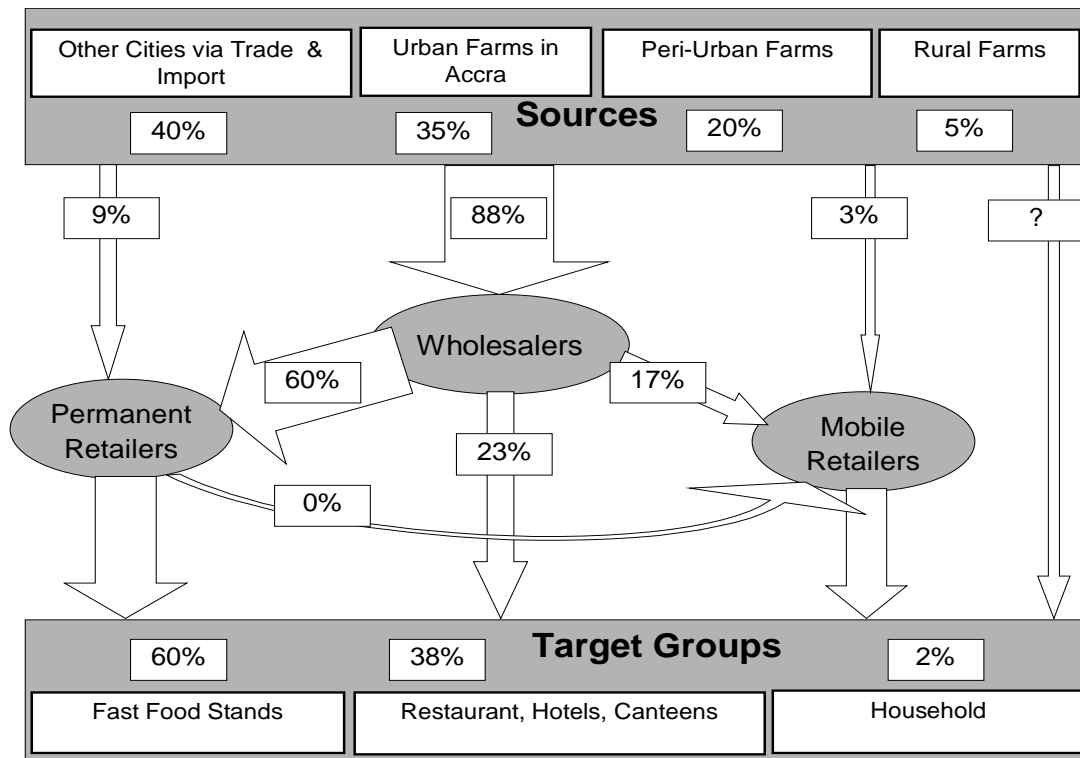 Other Cities via Trade &
Import
Urban Farms in
Accra
Peri-Urban Farms
Rural Farms
Sources
40%
35%
20%
5%
9%
88%
3%
?
Wholesalers
60%
17%
Permanent
Retailers
23%
Mobile
Retailers
0%
Target Groups
60%
38%
2%
Fast Food Stands
Restaurant, Hotels, Canteens
Household